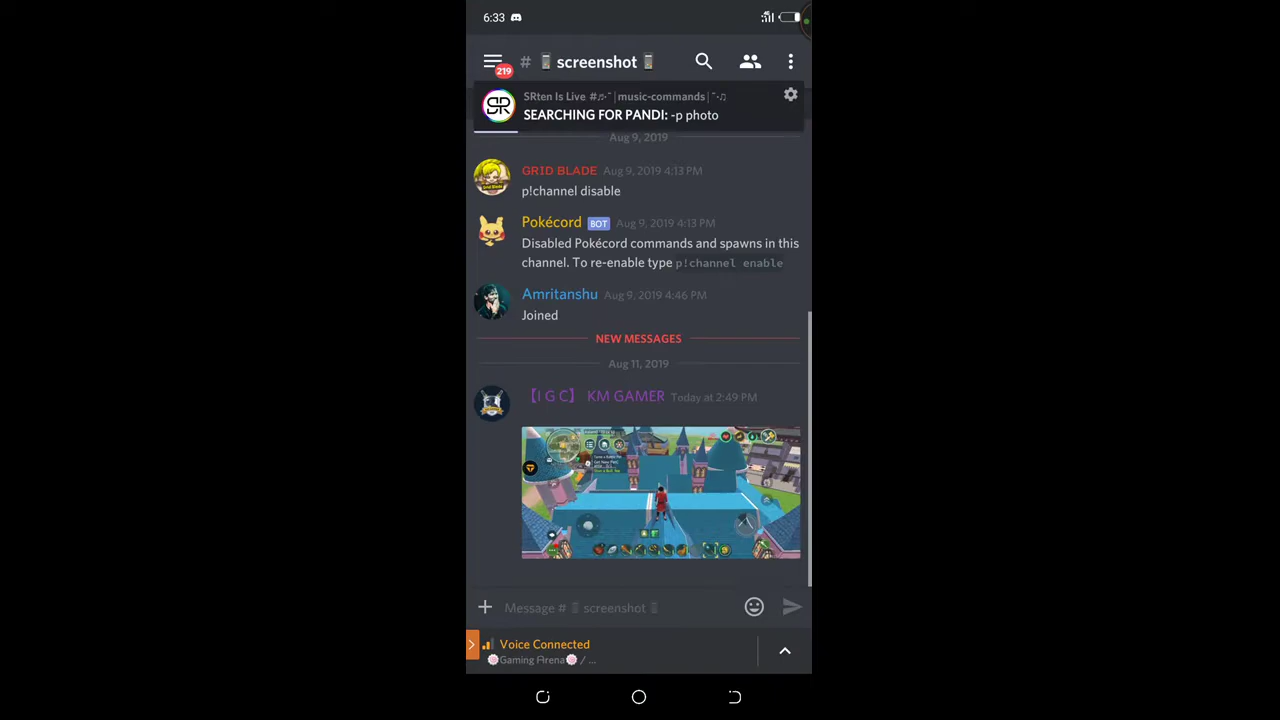 6:33
219
# screenshot
SRten Is Live #♬·˜|music-commands|˜·♫
SEARCHING FOR PANDI: -p photo
Aug 9, 2019
GRID BLADE Aug 9, 2019 4:13 PM
p!channel disable
Pokécord BOT Aug 9, 2019 4:13 PM
Disabled Pokécord commands and spawns in this
channel. To re-enable type p!channel enable
Amritanshu Aug 9, 2019 4:46 PM
Joined
NEW MESSAGES
Aug 11, 2019
【I G C】 KM GAMER Today at 2:49 PM
Message # screenshot
Voice Connected
Gaming Arena / ...